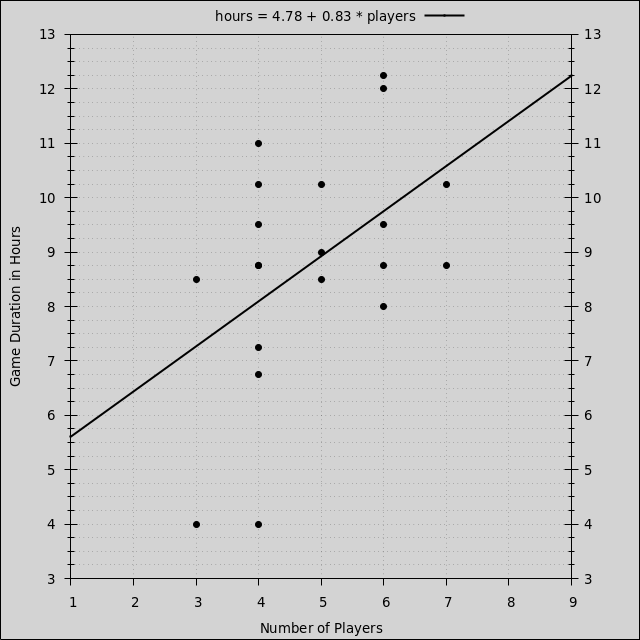 hours = 4.78 + 0.83 * players
13 13
12 12
11 11
10 10
9 9
8 8
7 7
6 6
5 5
4 4
3 3
1 2 3 4 5 6 7 8 9
Game Duration in Hours
Number of Players